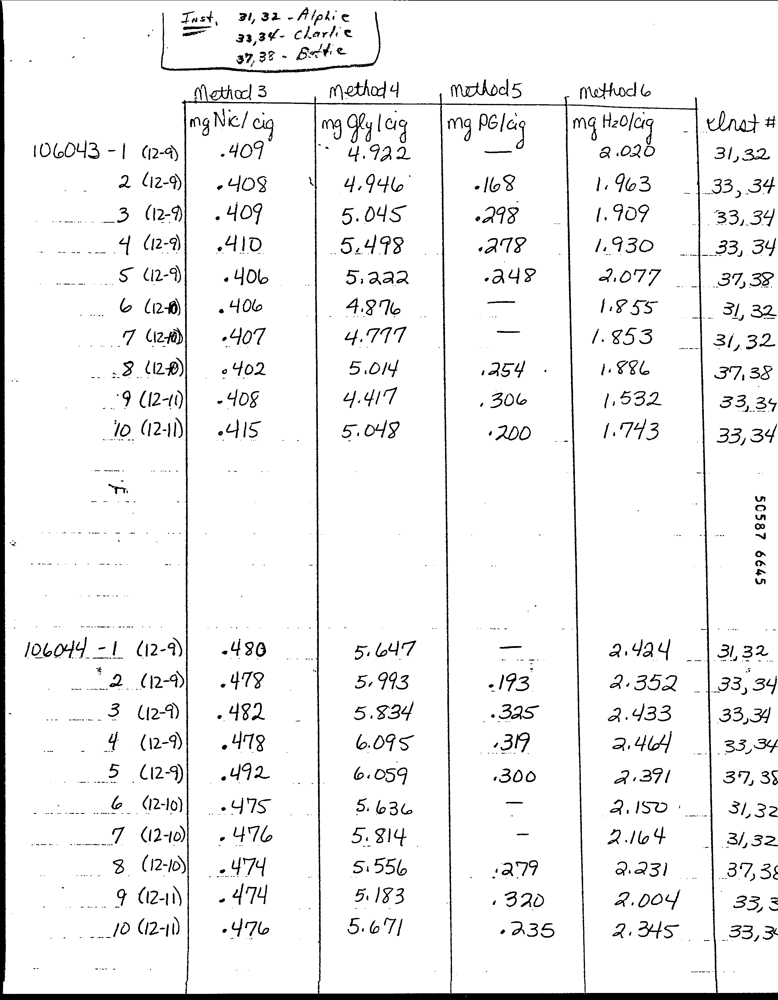 Inst. 31, 32 - Alphie
33, 34 - Charlie
37, 38 - Bettie
Method 3 Method 4 Method 5 Method 6
mg Nic/cig mg Gly/cig mg PG/cig mg H2O/cig Inst #
106043 - 1 (12-9) .409 4.922 — 2.020 31, 32
2 (12-9) .408 4.946 .168 1.963 33, 34
3 (12-9) .409 5.045 .298 1.909 33, 34
4 (12-9) .410 5.498 .278 1.930 33, 34
5 (12-9) .406 5.222 .248 2.077 37, 38
6 (12-10) .406 4.876 — 1.855 31, 32
7 (12-10) .407 4.777 — 1.853 31, 32
8 (12-10) .402 5.014 .254 1.886 37, 38
9 (12-11) .408 4.417 .306 1.532 33, 34
10 (12-11) .415 5.048 .200 1.743 33, 34
50587 6645
106044 - 1 (12-9) .480 5.647 — 2.424 31, 32
2 (12-9) .478 5.993 .193 2.352 33, 34
3 (12-9) .482 5.834 .325 2.433 33, 34
4 (12-9) .478 6.095 .319 2.464 33, 34
5 (12-9) .492 6.059 .300 2.391 37, 38
6 (12-10) .475 5.636 — 2.150 31, 32
7 (12-10) .476 5.814 — 2.164 31, 32
8 (12-10) .474 5.556 .279 2.231 37, 38
9 (12-11) .474 5.183 .320 2.004 33, 3
10 (12-11) .476 5.671 .235 2.345 33, 34